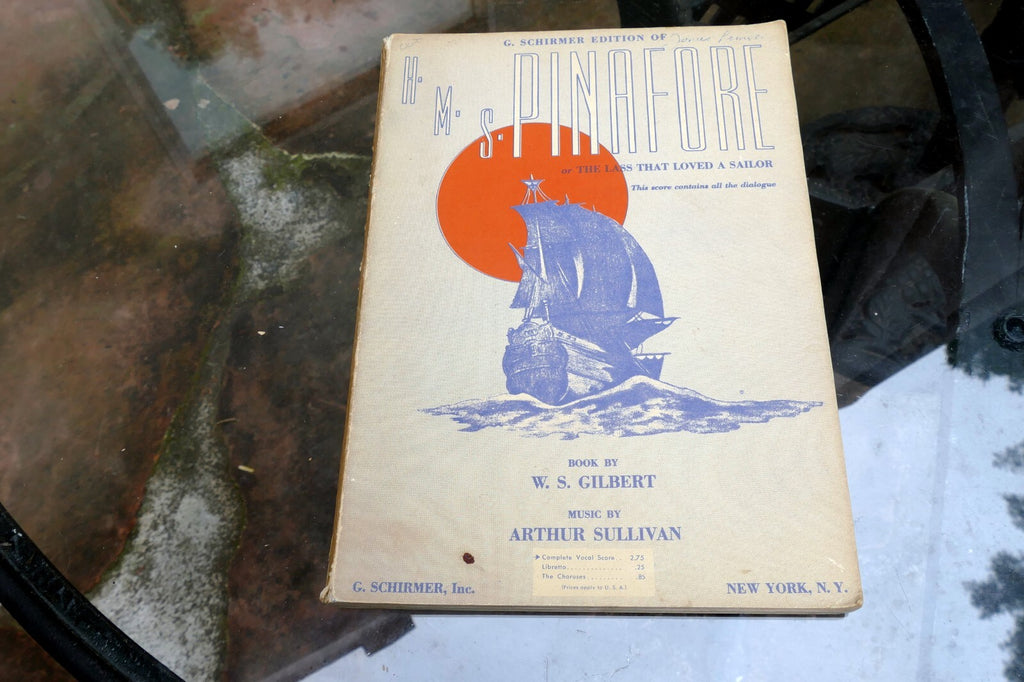 G. SCHIRMER EDITION OF
H. M. S. PINAFORE
or THE LASS THAT LOVED A SAILOR
This score contains all the dialogue
BOOK BY
W. S. GILBERT
MUSIC BY
ARTHUR SULLIVAN
Complete Vocal Score . . 2.75
Libretto . . . . . . . . . . . . . .25
The Choruses . . . . . . . . . .85
(Prices apply to U. S. A.)
G. SCHIRMER, Inc.
NEW YORK, N. Y.